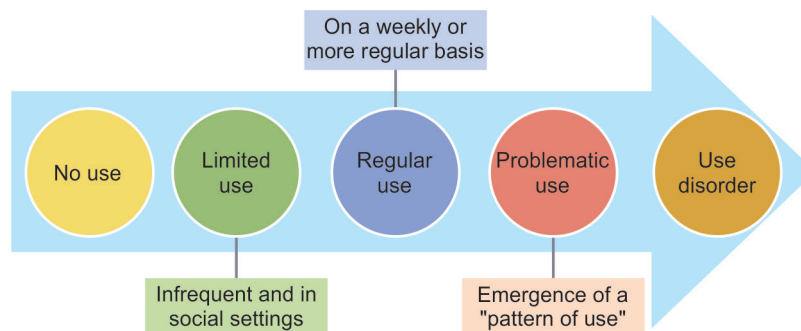 On a weekly or
more regular basis
No use
Limited
use
Regular
use
Problematic
use
Use
disorder
Infrequent and in
social settings
Emergence of a
"pattern of use"